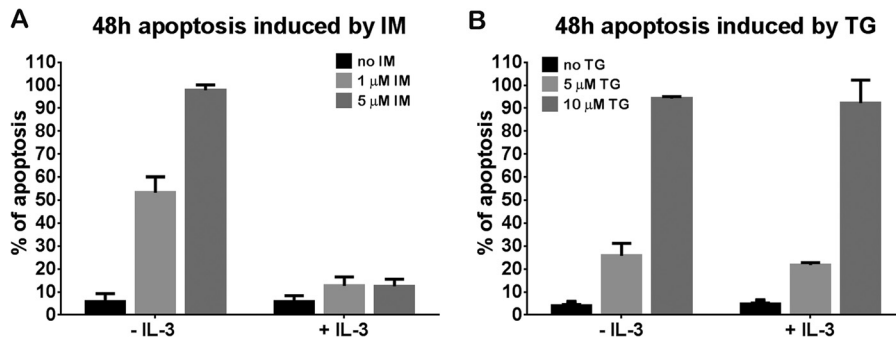 A
48h apoptosis induced by IM
% of apoptosis
110
100
90
80
70
60
50
40
30
20
10
0
no IM
1 μM IM
5 μM IM
- IL-3
+ IL-3
B
48h apoptosis induced by TG
% of apoptosis
110
100
90
80
70
60
50
40
30
20
10
0
no TG
5 μM TG
10 μM TG
- IL-3
+ IL-3